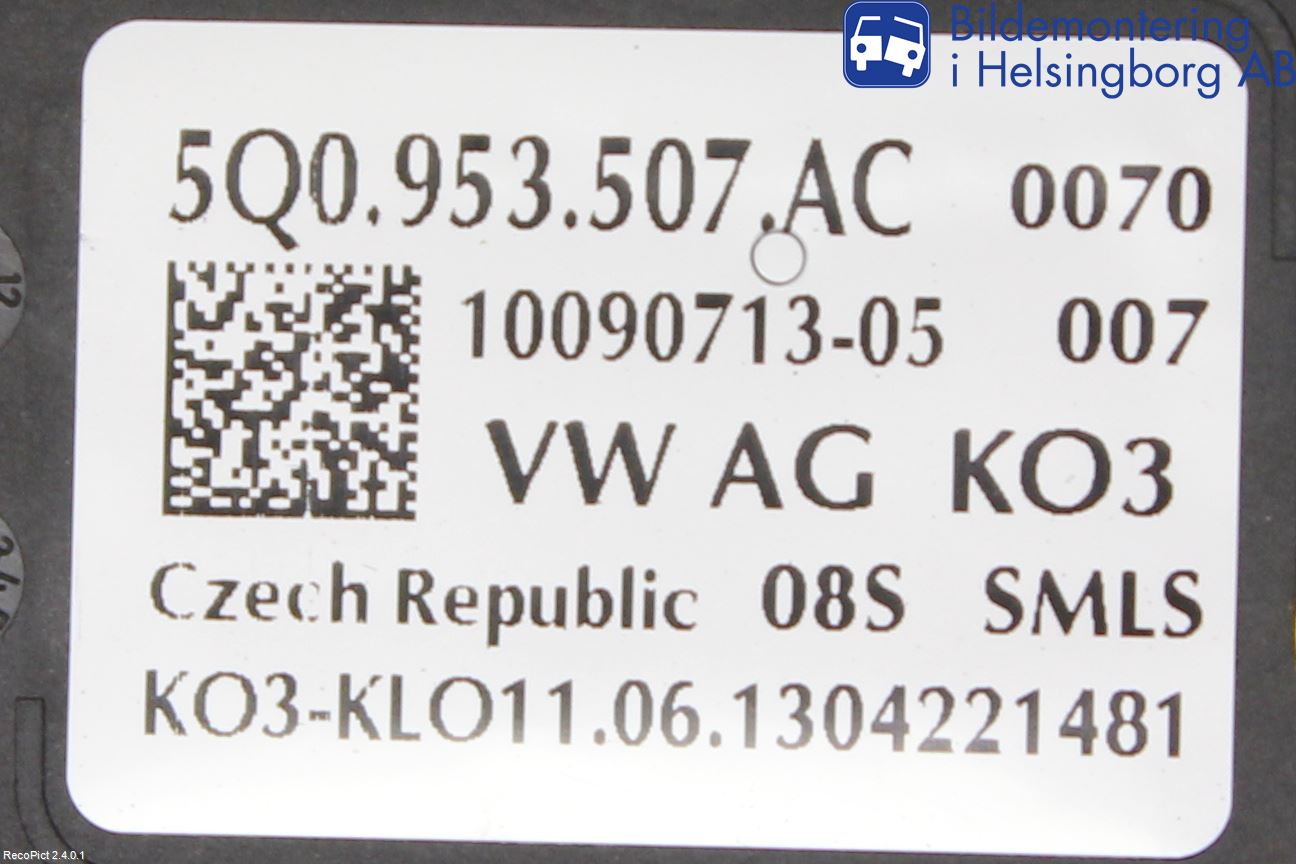 Bildemontering
i Helsingborg AB
5Q0.953.507.AC 0070
10090713-05 007
VW AG KO3
Czech Republic 08S SMLS
KO3-KLO11.06.1304221481
12
RecoPict 2.4.0.1